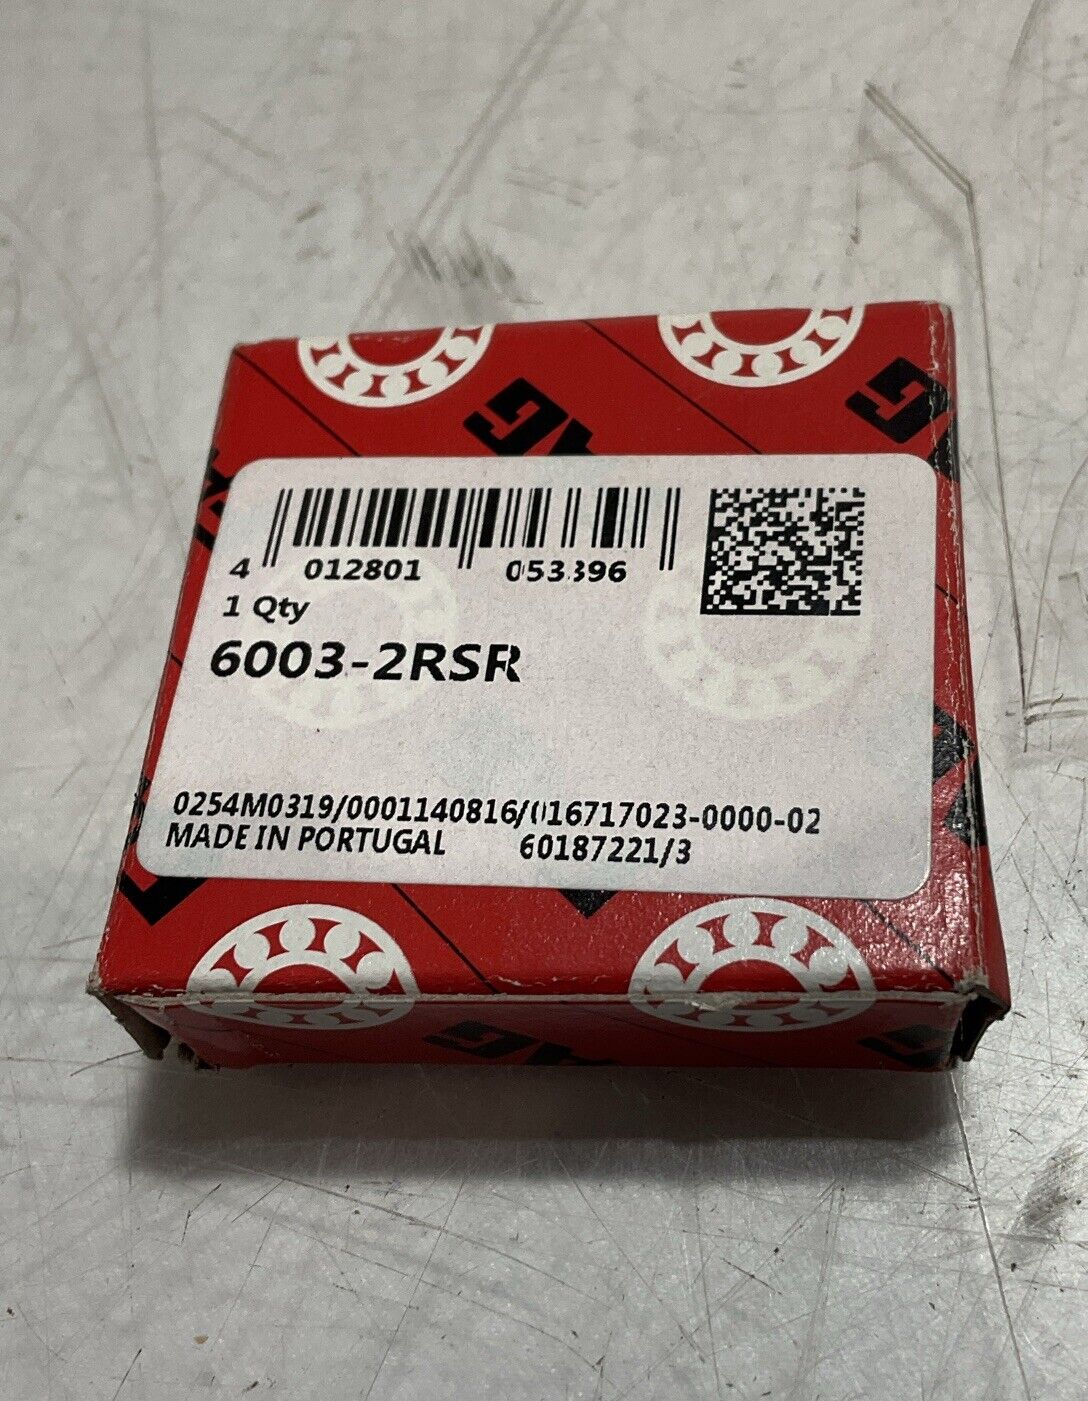 4 012801 053396
1 Qty
6003-2RSR
0254M0319/0001140816/016717023-0000-02
MADE IN PORTUGAL 60187221/3